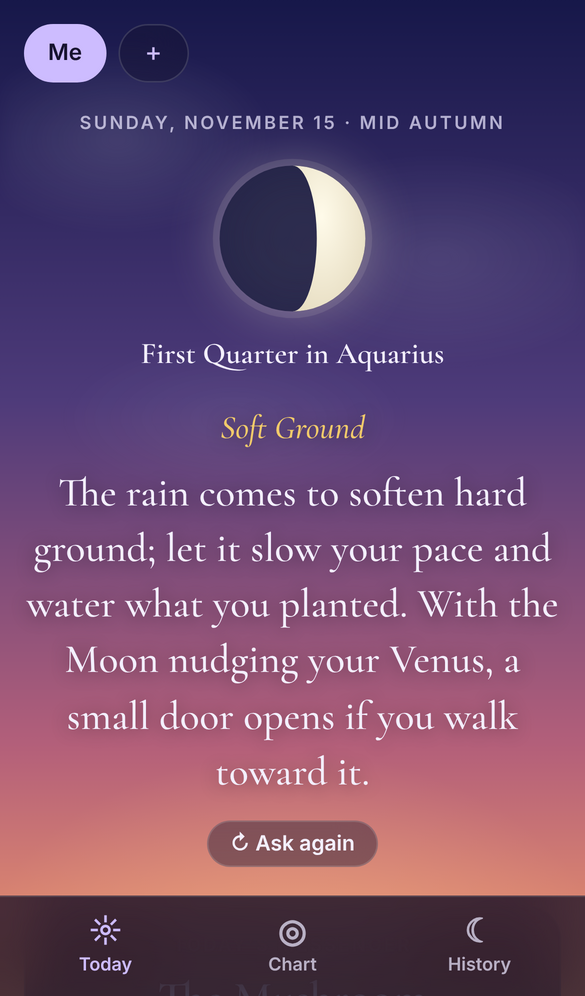 Me
+
SUNDAY, NOVEMBER 15 · MID AUTUMN
First Quarter in Aquarius
Soft Ground
The rain comes to soften hard
ground; let it slow your pace and
water what you planted. With the
Moon nudging your Venus, a
small door opens if you walk
toward it.
↻ Ask again
Today
Chart
History